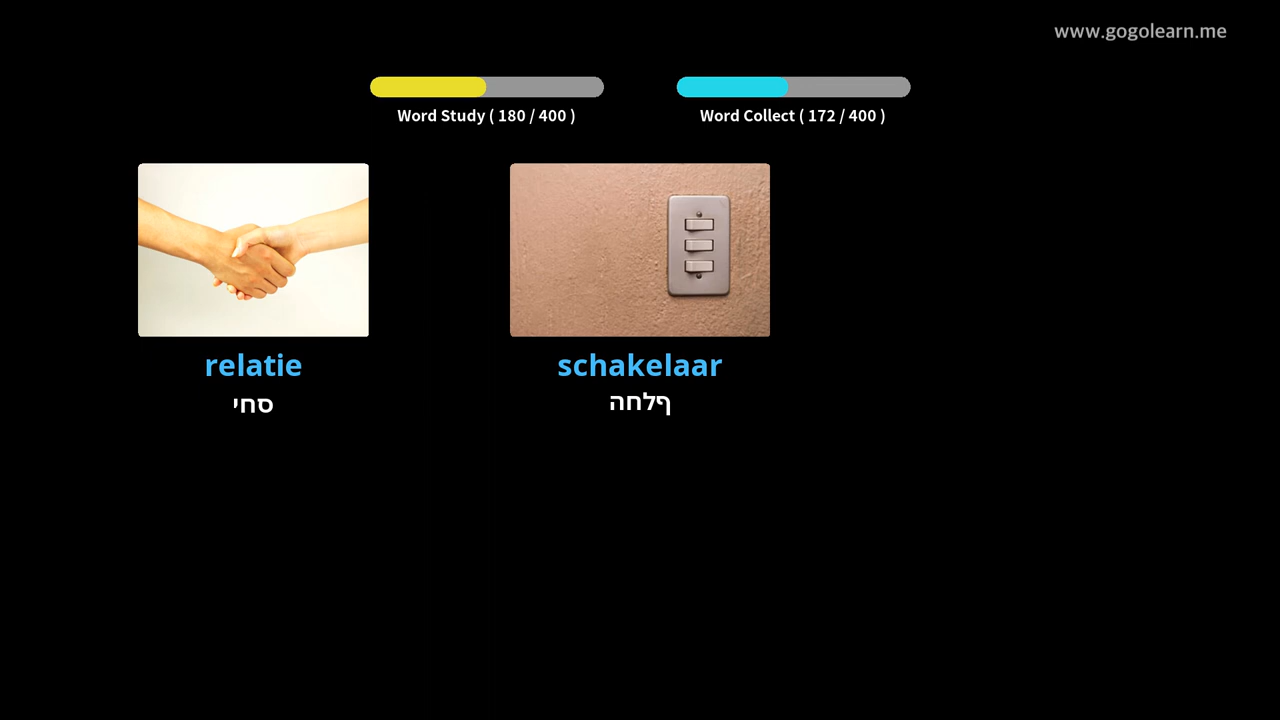 www.gogolearn.me
Word Study ( 180 / 400 )
Word Collect ( 172 / 400 )
relatie
סחי
schakelaar
ףלחה